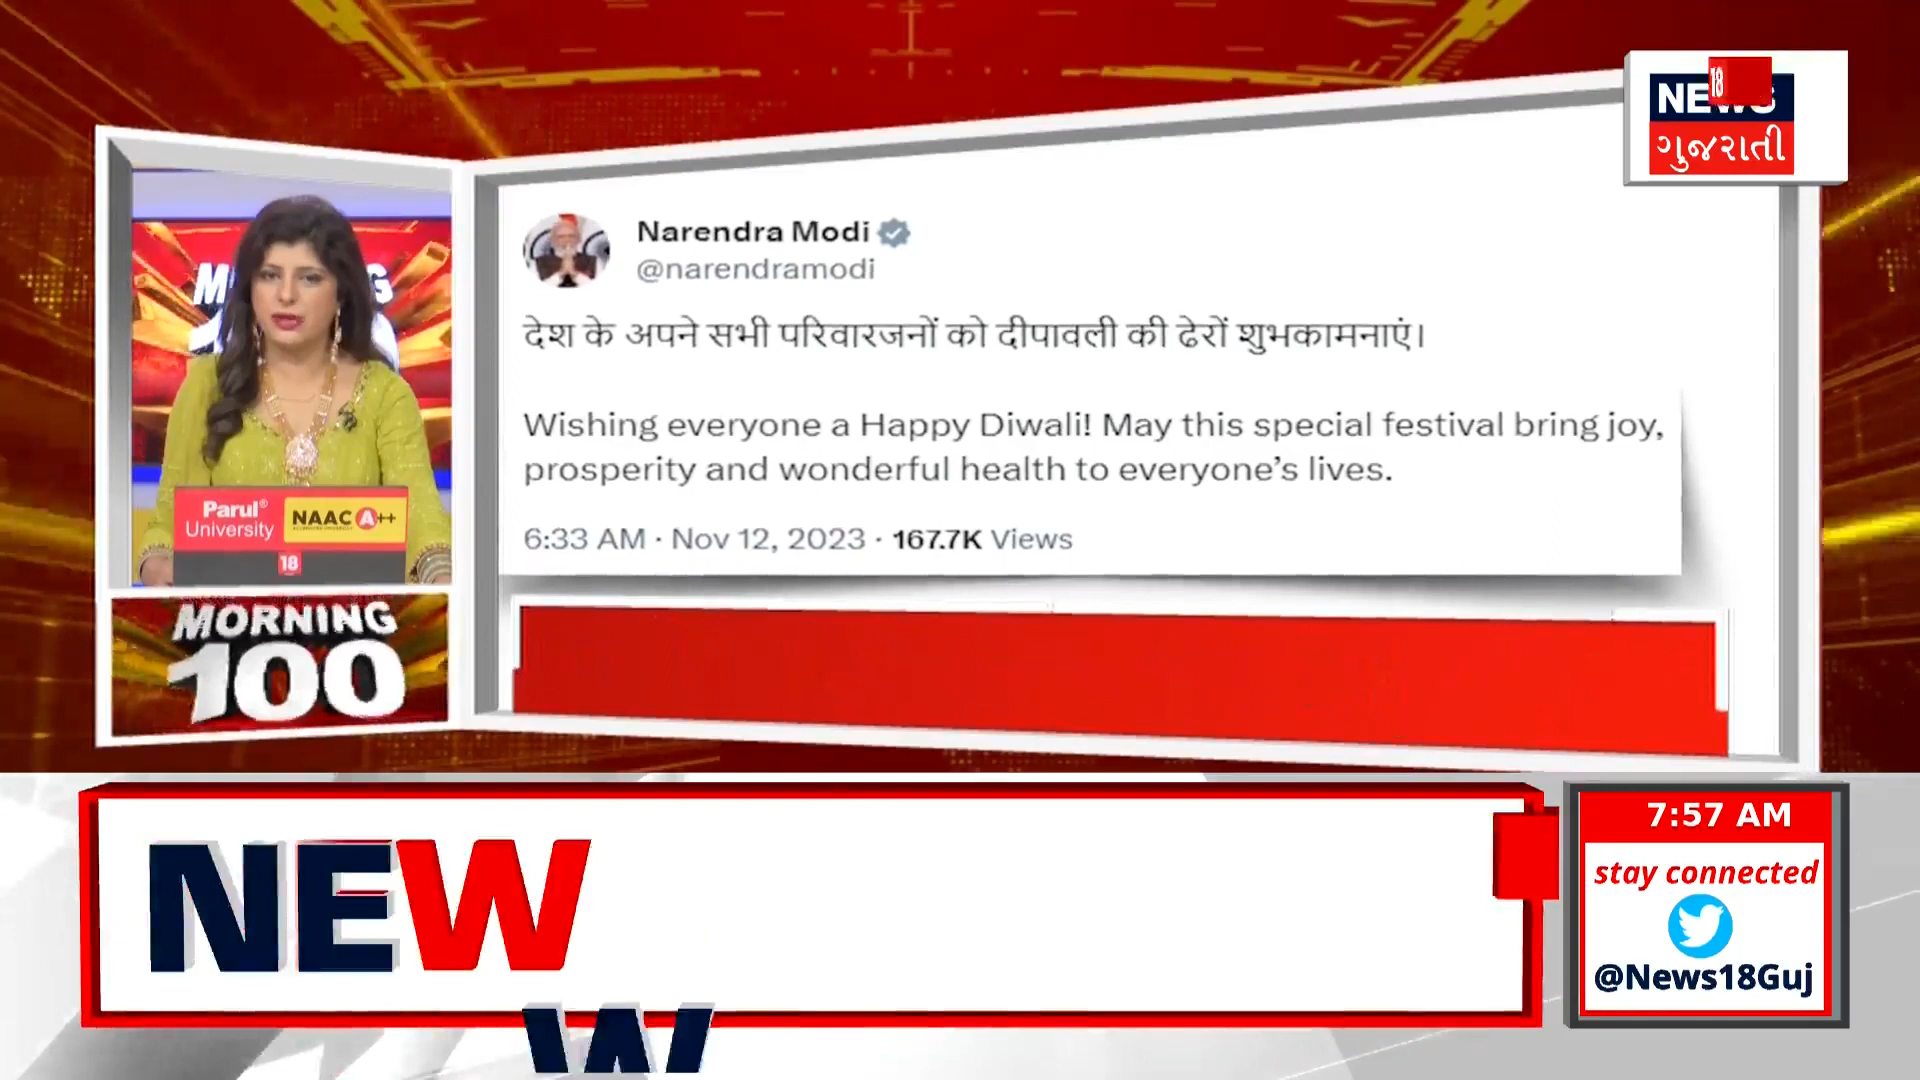 NEWS
18
ગુજરાતી
Narendra Modi
@narendramodi
देश के अपने सभी परिवारजनों को दीपावली की ढेरों शुभकामनाएं।
Wishing everyone a Happy Diwali! May this special festival bring joy,
prosperity and wonderful health to everyone’s lives.
6:33 AM · Nov 12, 2023 · 167.7K Views
Parul®
University
NAAC A++
18
MORNING
100
NEW
W
7:57 AM
stay connected
@News18Guj